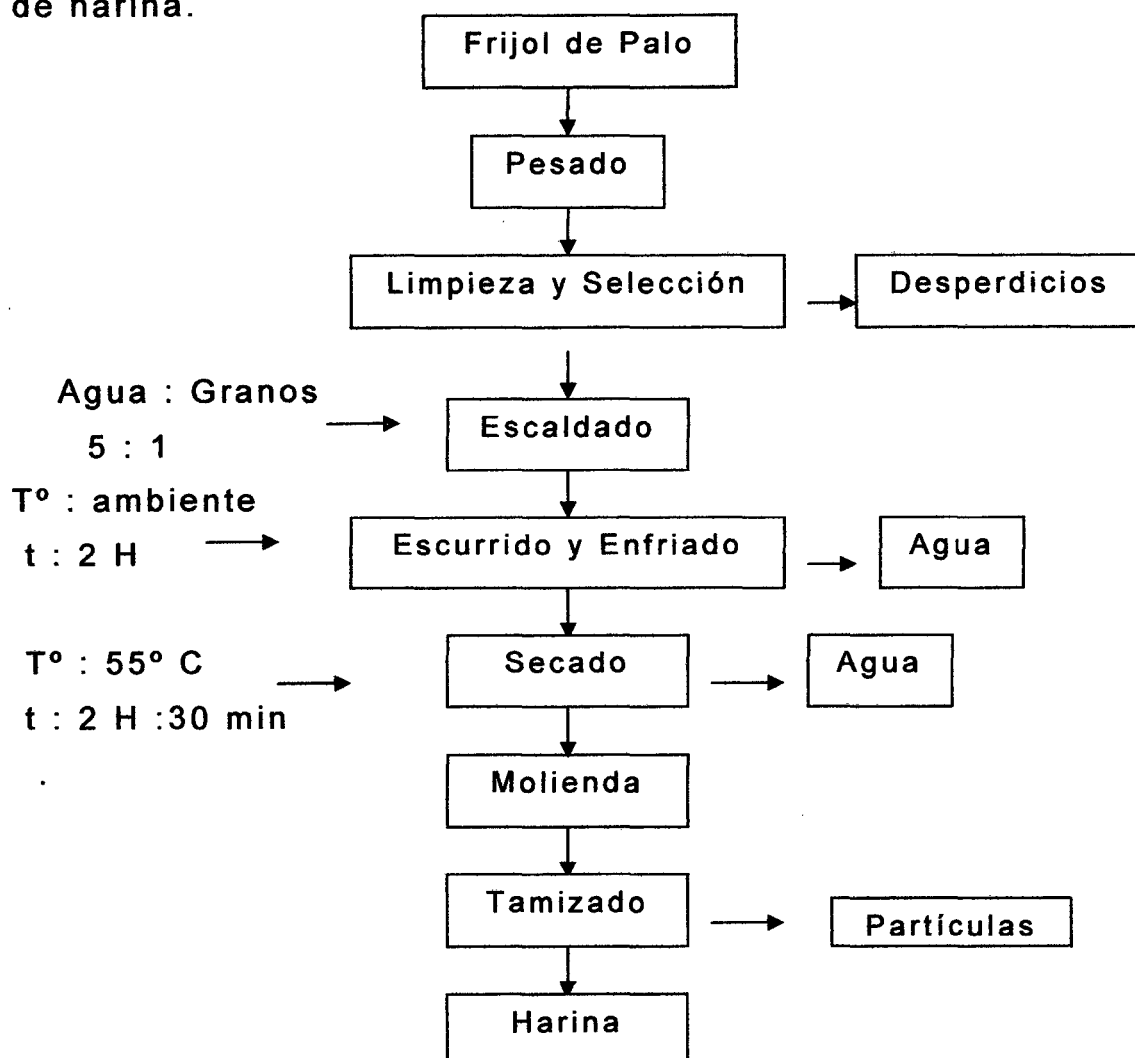 de harina.
Frijol de Palo
Pesado
Limpieza y Selección
Desperdicios
Agua : Granos
5 : 1
Escaldado
Tº : ambiente
t : 2 H
Escurrido y Enfriado
Agua
Tº : 55º C
t : 2 H :30 min
Secado
Agua
Molienda
Tamizado
Partículas
Harina